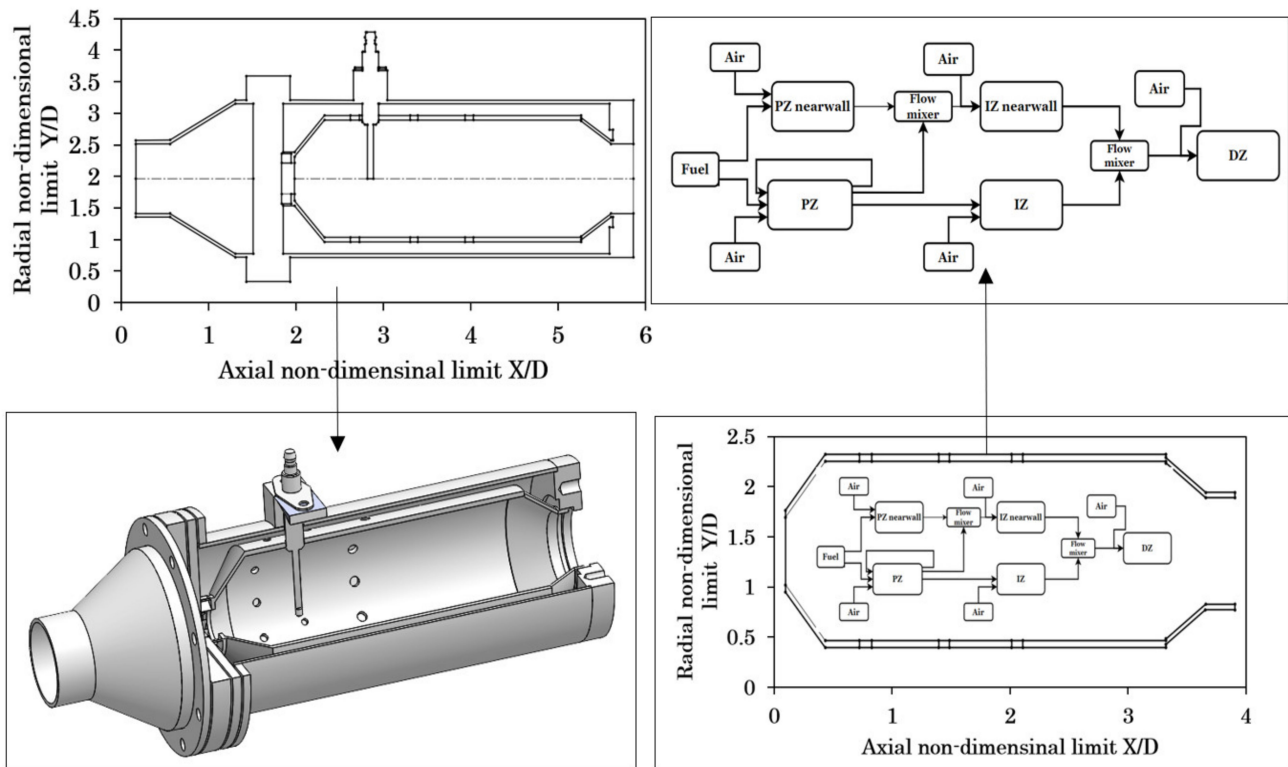 4.5
4
3.5
3
2.5
2
1.5
1
0.5
0
Radial non-dimensional
limit Y/D
0 1 2 3 4 5 6
Axial non-dimensinal limit X/D
Air
PZ nearwall
Flow
mixer
Air
IZ nearwall
Air
Fuel
Flow
mixer
DZ
PZ
IZ
Air
Air
2.5
2
1.5
1
0.5
0
Radial non-dimensional
limit Y/D
Air
PZ nearwall
Flow
mixer
Air
IZ nearwall
Air
Fuel
Flow
mixer
DZ
PZ
IZ
Air
Air
0 1 2 3 4
Axial non-dimensinal limit X/D